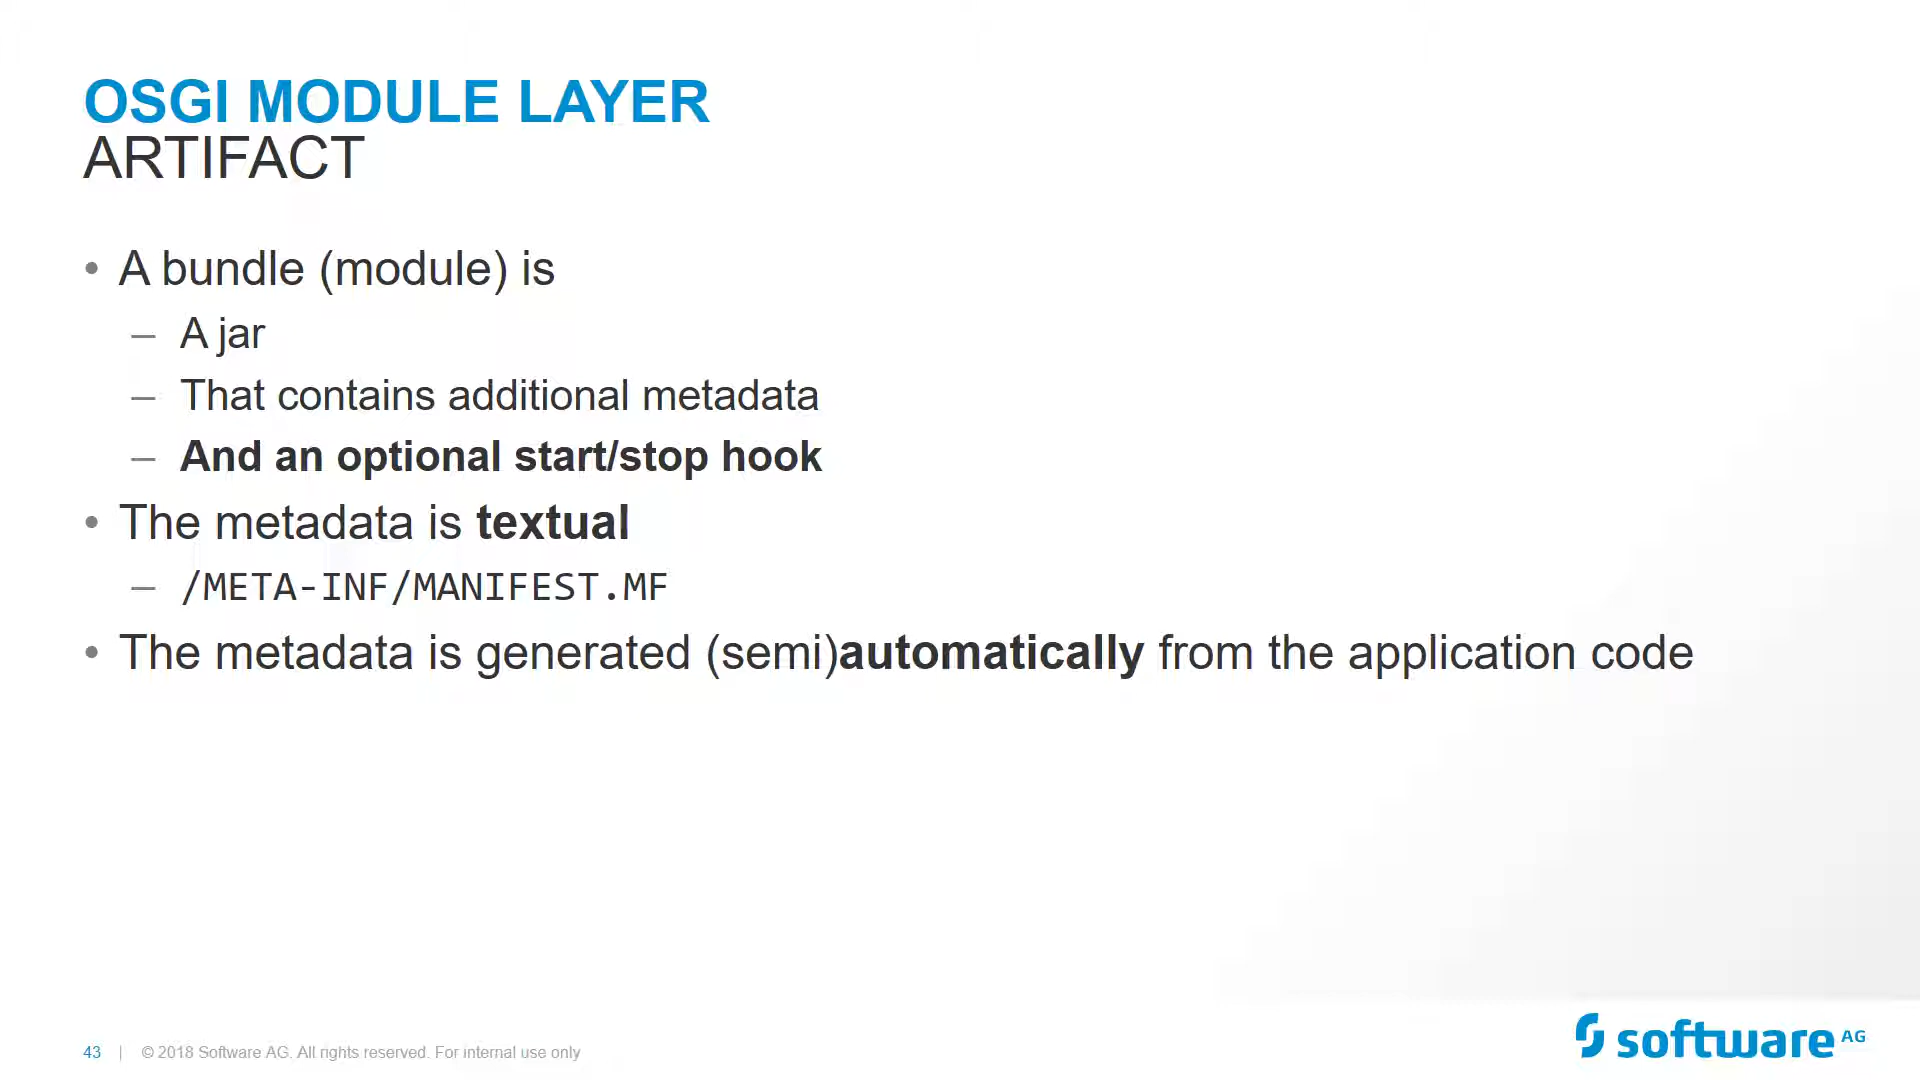 OSGI MODULE LAYER
ARTIFACT
• A bundle (module) is
– A jar
– That contains additional metadata
– And an optional start/stop hook
• The metadata is textual
– /META-INF/MANIFEST.MF
• The metadata is generated (semi)automatically from the application code
43 | © 2018 Software AG. All rights reserved. For internal use only
software AG